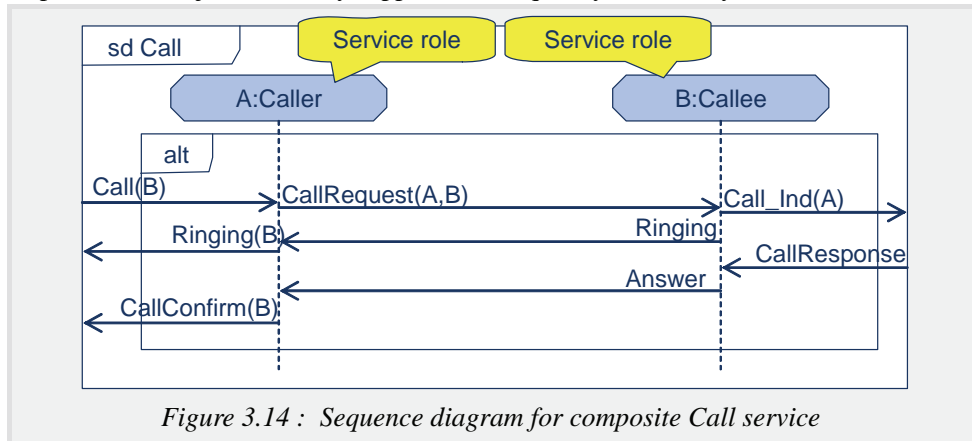 sd Call
Service role
Service role
A:Caller
B:Callee
alt
Call(B)
CallRequest(A,B)
Call_Ind(A)
Ringing(B)
Ringing
CallResponse
Answer
CallConfirm(B)
Figure 3.14 : Sequence diagram for composite Call service